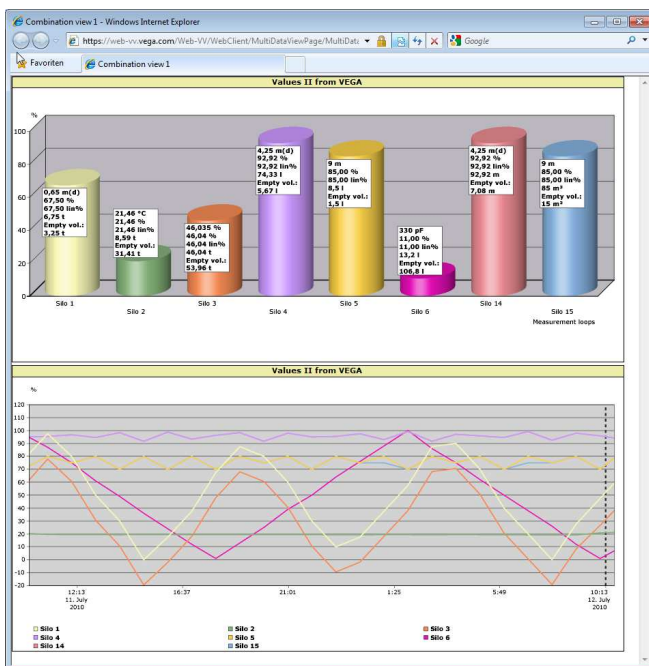 Combination view 1 - Windows Internet Explorer
https://web-vv.vega.com/Web-VV/WebClient/MultiDataViewPage/MultiData
Google
Favoriten
Combination view 1
Values II from VEGA
%
100
80
60
40
20
0
0,65 m(d)
67,50 %
67,50 lin%
6,75 t
Empty vol.:
3,25 t
21,46 °C
21,46 %
21,46 lin%
8,59 t
Empty vol.:
31,41 t
46,035 %
46,04 %
46,04 lin%
46,04 t
Empty vol.:
53,96 t
4,25 m(d)
92,92 %
92,92 lin%
74,33 l
Empty vol.:
5,67 l
9 m
85,00 %
85,00 lin%
8,5 l
Empty vol.:
1,5 l
330 pF
11,00 %
11,00 lin%
13,2 l
Empty vol.:
106,8 l
4,25 m(d)
92,92 %
92,92 lin%
92,92 m
Empty vol.:
7,08 m
9 m
85,00 %
85,00 lin%
85 m³
Empty vol.:
15 m³
Silo 1
Silo 2
Silo 3
Silo 4
Silo 5
Silo 6
Silo 14
Silo 15
Measurement loops
Values II from VEGA
%
120
110
100
90
80
70
60
50
40
30
20
10
0
-10
-20
12:13
11. July
2010
16:37
21:01
1:25
5:49
10:13
12. July
2010
Silo 1
Silo 2
Silo 3
Silo 4
Silo 5
Silo 6
Silo 14
Silo 15